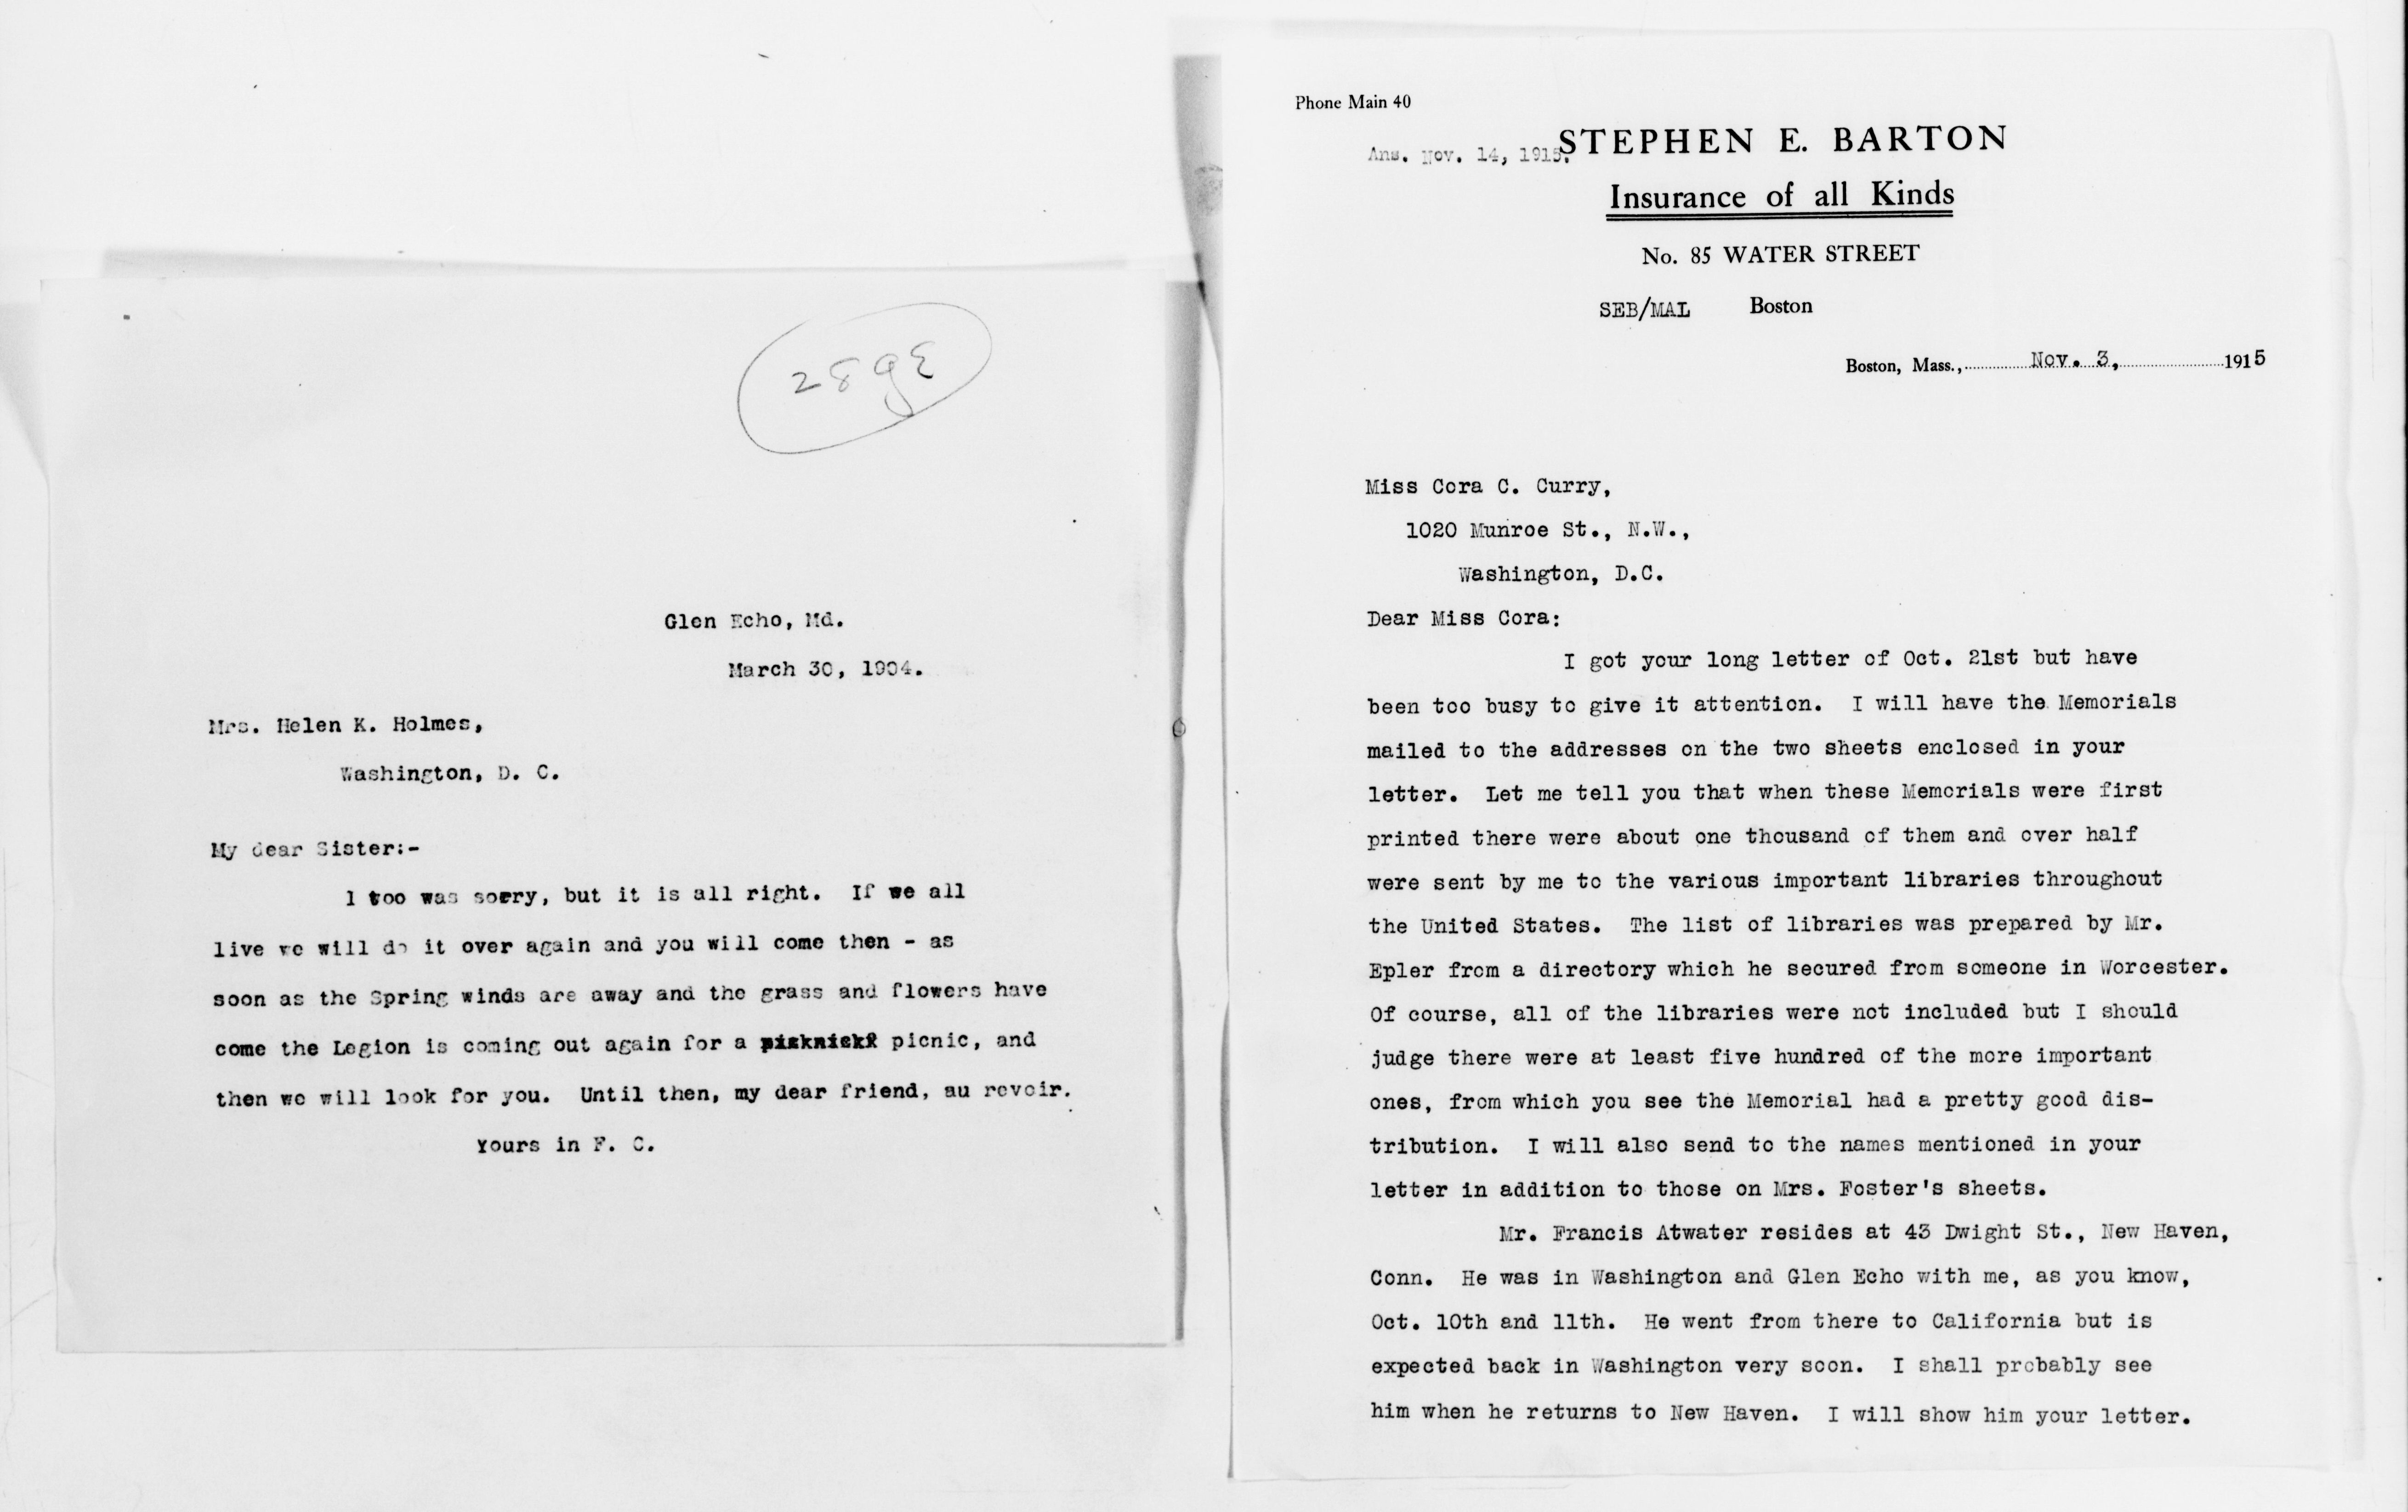 28gE
Glen Echo, Md.
March 30, 1904.
Mrs. Helen K. Holmes,
Washington, D. C.
My dear Sister:-
I too was sorry, but it is all right. If we all
live we will do it over again and you will come then - as
soon as the Spring winds are away and the grass and flowers have
come the Legion is coming out again for a picnic, and
then we will look for you. Until then, my dear friend, au revoir.
Yours in F. C.
Phone Main 40
Ans. Nov. 14, 1915.
STEPHEN E. BARTON
Insurance of all Kinds
No. 85 WATER STREET
SEB/MAL Boston
Boston, Mass., Nov. 3, 1915
Miss Cora C. Curry,
1020 Munroe St., N.W.,
Washington, D.C.
Dear Miss Cora:
I got your long letter of Oct. 21st but have
been too busy to give it attention. I will have the Memorials
mailed to the addresses on the two sheets enclosed in your
letter. Let me tell you that when these Memorials were first
printed there were about one thousand of them and over half
were sent by me to the various important libraries throughout
the United States. The list of libraries was prepared by Mr.
Epler from a directory which he secured from someone in Worcester.
Of course, all of the libraries were not included but I should
judge there were at least five hundred of the more important
ones, from which you see the Memorial had a pretty good dis-
tribution. I will also send to the names mentioned in your
letter in addition to those on Mrs. Foster's sheets.
Mr. Francis Atwater resides at 43 Dwight St., New Haven,
Conn. He was in Washington and Glen Echo with me, as you know,
Oct. 10th and 11th. He went from there to California but is
expected back in Washington very soon. I shall probably see
him when he returns to New Haven. I will show him your letter.